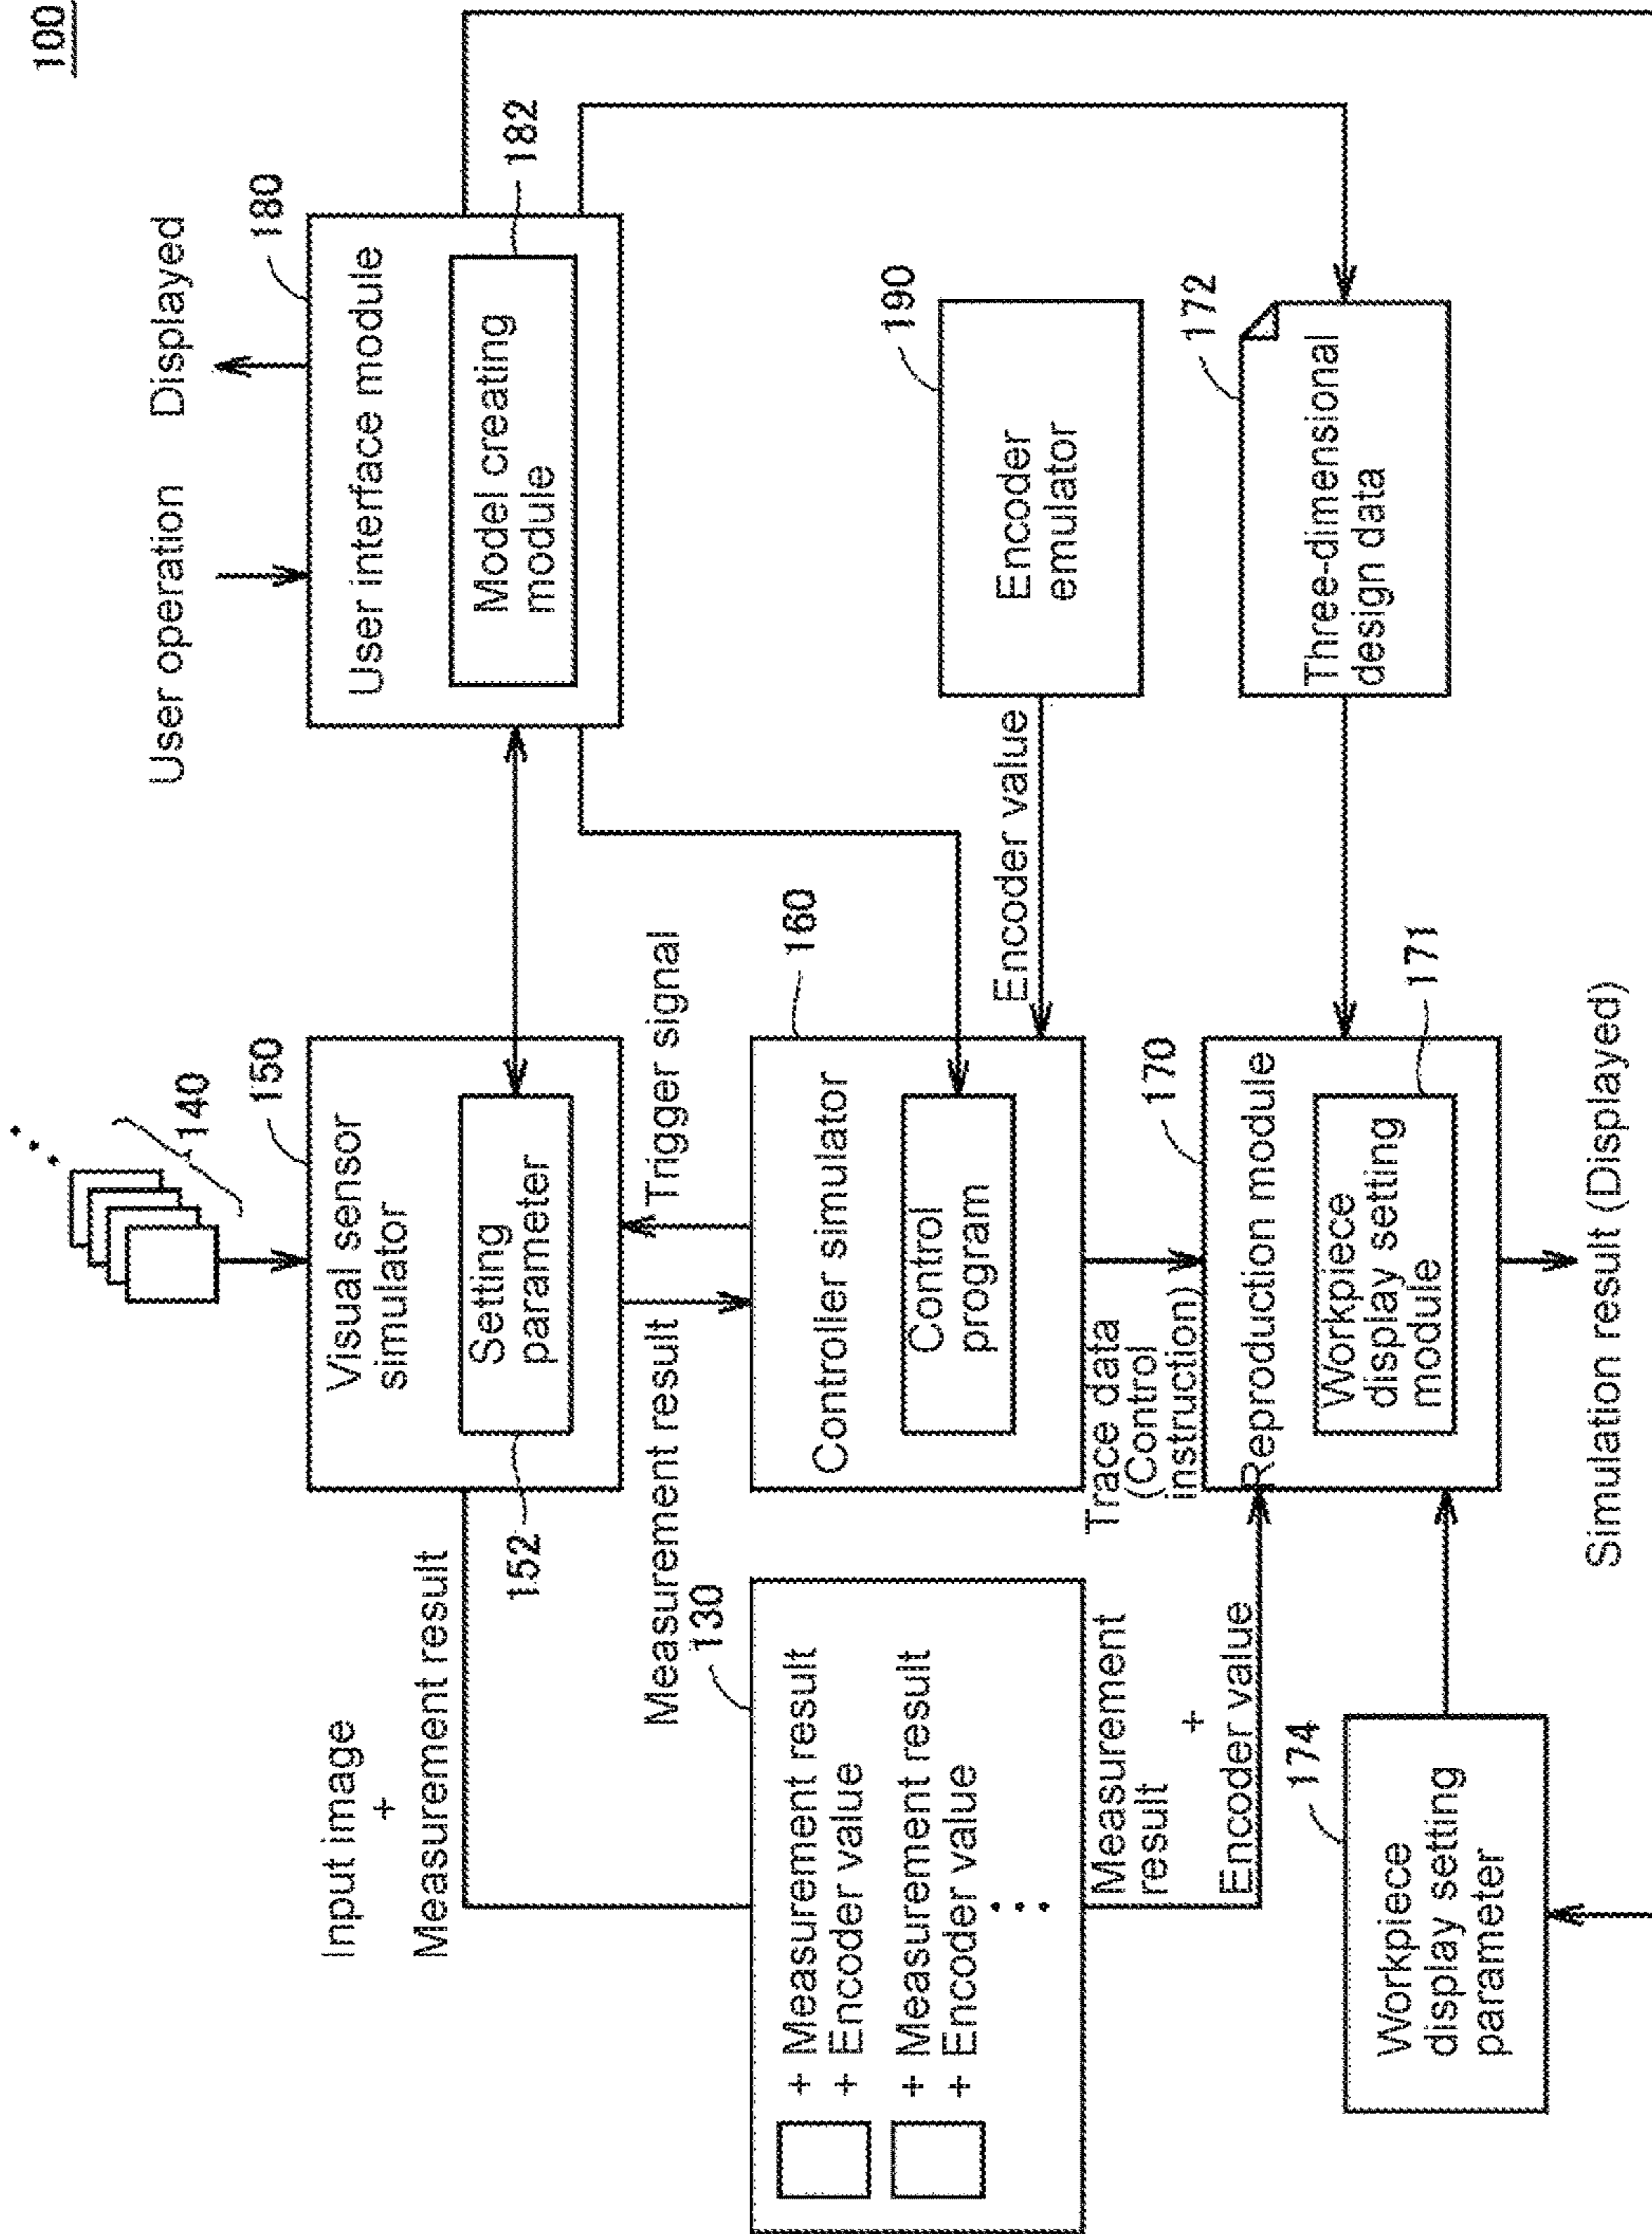 100
140
User operation
Displayed
Input image
+
Measurement result
150
Visual sensor
simulator
Setting
parameter
152
180
User interface module
Model creating
module
182
Measurement result
Trigger signal
130
+ Measurement result
+ Encoder value
+ Measurement result
+ Encoder value
160
Controller simulator
Control
program
190
Encoder
emulator
Encoder value
Measurement
result
+
Encoder value
Trace data
(Control
instruction)
170
Reproduction module
Workpiece
display setting
module
171
172
Three-dimensional
design data
174
Workpiece
display setting
parameter
Simulation result (Displayed)